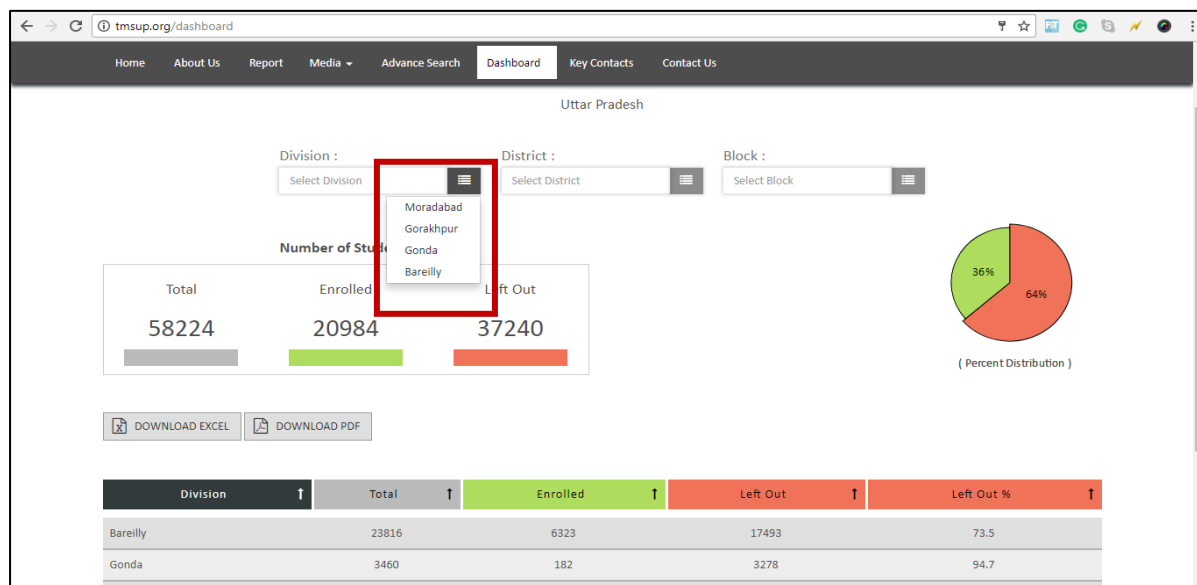 tmsup.org/dashboard
Home About Us Report Media Advance Search Dashboard Key Contacts Contact Us
Uttar Pradesh
Division : District : Block :
Select Division Select District Select Block
Moradabad
Gorakhpur
Gonda
Bareilly
Number of Stud
Total Enrolled Left Out
58224 20984 37240
36%
64%
( Percent Distribution )
DOWNLOAD EXCEL DOWNLOAD PDF
Division Total Enrolled Left Out Left Out %
Bareilly 23816 6323 17493 73.5
Gonda 3460 182 3278 94.7